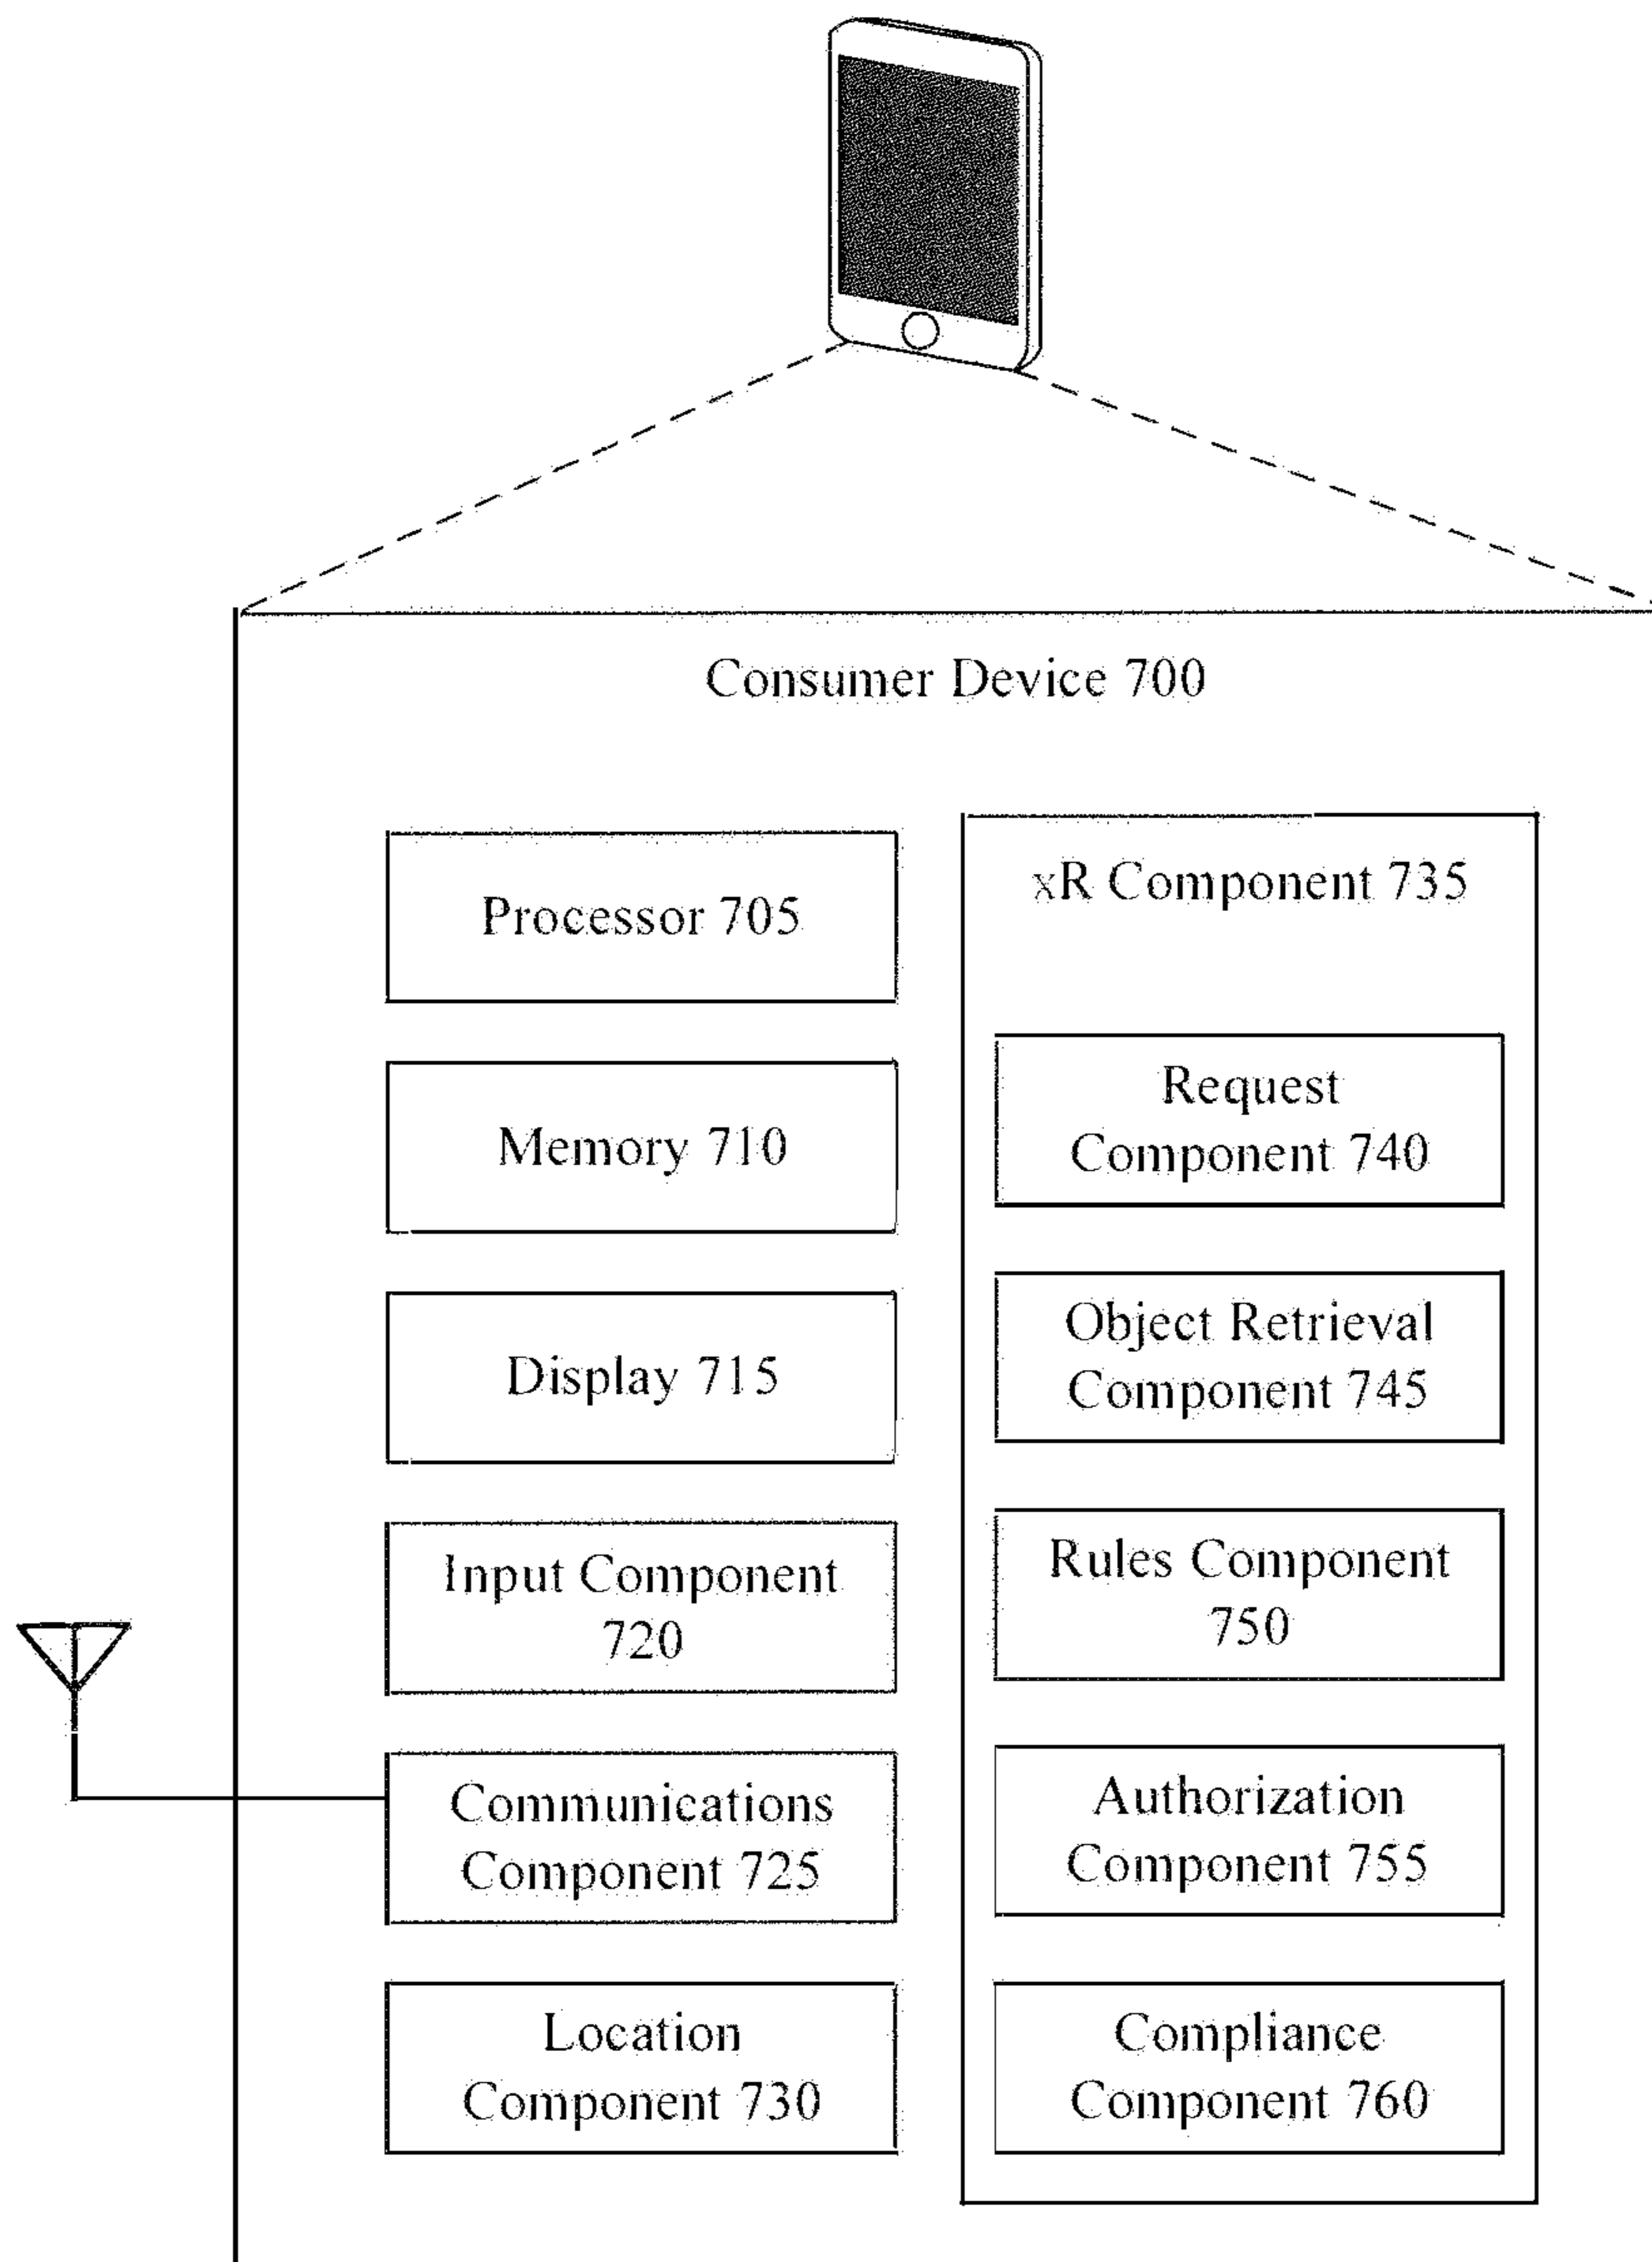 Consumer Device 700
Processor 705
Memory 710
Display 715
Input Component
720
Communications
Component 725
Location
Component 730
xR Component 735
Request
Component 740
Object Retrieval
Component 745
Rules Component
750
Authorization
Component 755
Compliance
Component 760